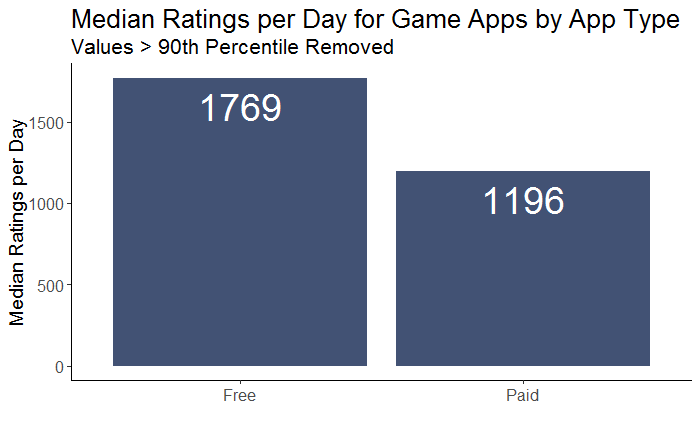 Median Ratings per Day for Game Apps by App Type
Values > 90th Percentile Removed
Median Ratings per Day
1500
1000
500
0
1769
1196
Free
Paid